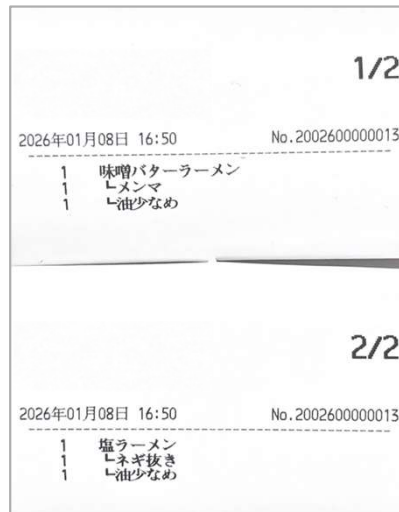 1/2
2026年01月08日 16:50 No.2002600000013
1 味噌バターラーメン
1 ┗メンマ
1 ┗油少なめ
2/2
2026年01月08日 16:50 No.2002600000013
1 塩ラーメン
1 ┗ネギ抜き
1 ┗油少なめ